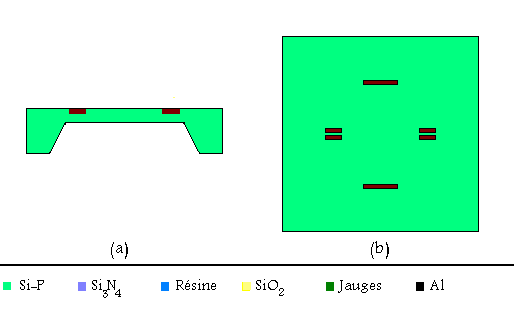 (a) (b)
Si-P Si₃N₄ Résine SiO₂ Jauges Al